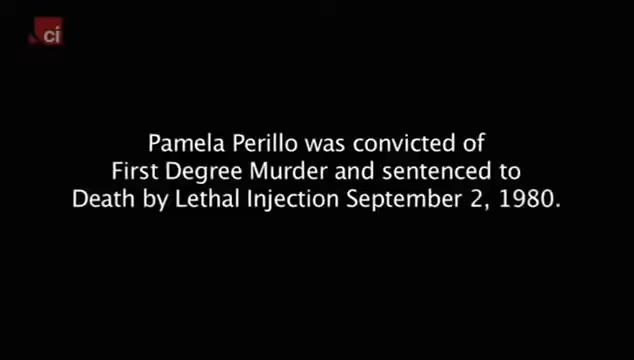 ci
Pamela Perillo was convicted of
First Degree Murder and sentenced to
Death by Lethal Injection September 2, 1980.